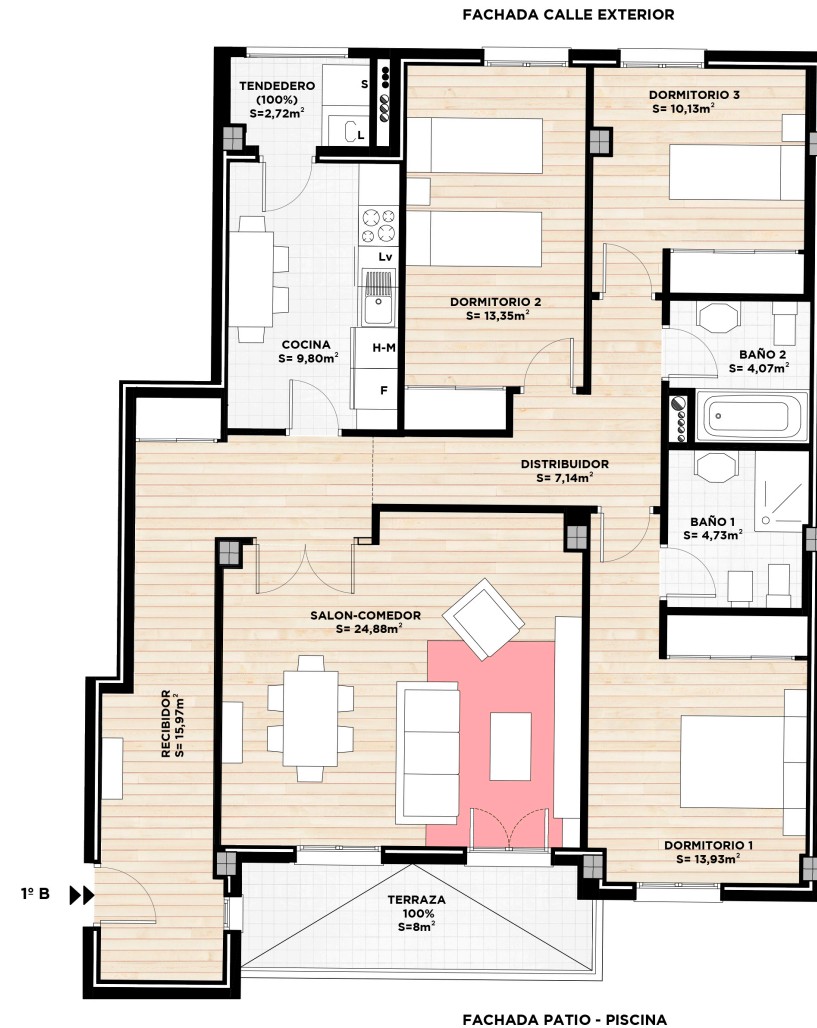 FACHADA CALLE EXTERIOR
TENDEDERO
(100%)
S=2,72m²
S
L
DORMITORIO 3
S= 10,13m²
Lv
DORMITORIO 2
S= 13,35m²
COCINA
S= 9,80m²
H-M
F
BAÑO 2
S= 4,07m²
DISTRIBUIDOR
S= 7,14m²
BAÑO 1
S= 4,73m²
SALON-COMEDOR
S= 24,88m²
RECIBIDOR
S= 15,97m²
DORMITORIO 1
S= 13,93m²
1º B
TERRAZA
100%
S=8m²
FACHADA PATIO - PISCINA